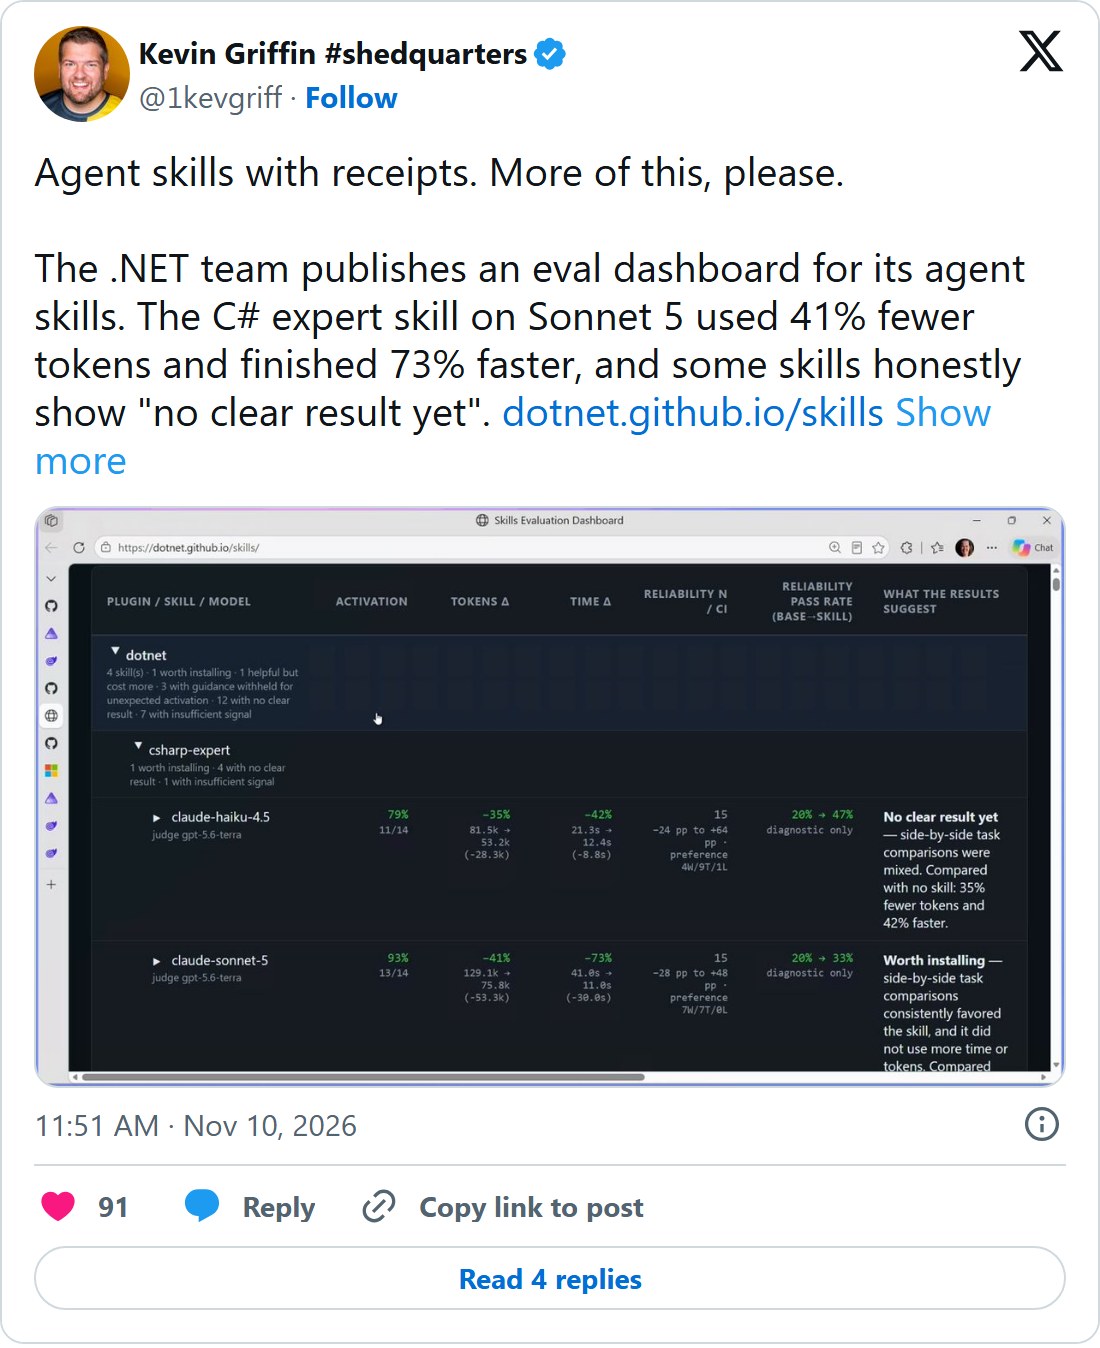 Kevin Griffin #shedquarters
@1kevgriff · Follow
X
Agent skills with receipts. More of this, please.
The .NET team publishes an eval dashboard for its agent
skills. The C# expert skill on Sonnet 5 used 41% fewer
tokens and finished 73% faster, and some skills honestly
show "no clear result yet". dotnet.github.io/skills Show
more
Skills Evaluation Dashboard
https://dotnet.github.io/skills/
Chat
PLUGIN / SKILL / MODEL
ACTIVATION
TOKENS Δ
TIME Δ
RELIABILITY N
/ CI
RELIABILITY
PASS RATE
(BASE→SKILL)
WHAT THE RESULTS
SUGGEST
dotnet
4 skill(s) · 1 worth installing · 1 helpful but
cost more · 3 with guidance withheld for
unexpected activation · 12 with no clear
result · 7 with insufficient signal
csharp-expert
1 worth installing · 4 with no clear
result · 1 with insufficient signal
claude-haiku-4.5
judge gpt-5.6-terra
79%
11/14
-35%
81.5k →
53.2k
(-28.3k)
-42%
21.3s →
12.4s
(-8.8s)
15
-24 pp to +64
pp ·
preference
4W/9T/1L
20% → 47%
diagnostic only
No clear result yet
— side-by-side task
comparisons were
mixed. Compared
with no skill: 35%
fewer tokens and
42% faster.
claude-sonnet-5
judge gpt-5.6-terra
93%
13/14
-41%
129.1k →
75.8k
(-53.3k)
-73%
41.0s →
11.0s
(-30.0s)
15
-28 pp to +48
pp ·
preference
7W/7T/0L
20% → 33%
diagnostic only
Worth installing —
side-by-side task
comparisons
consistently favored
the skill, and it did
not use more time or
tokens. Compared
11:51 AM · Nov 10, 2026
91
Reply
Copy link to post
Read 4 replies